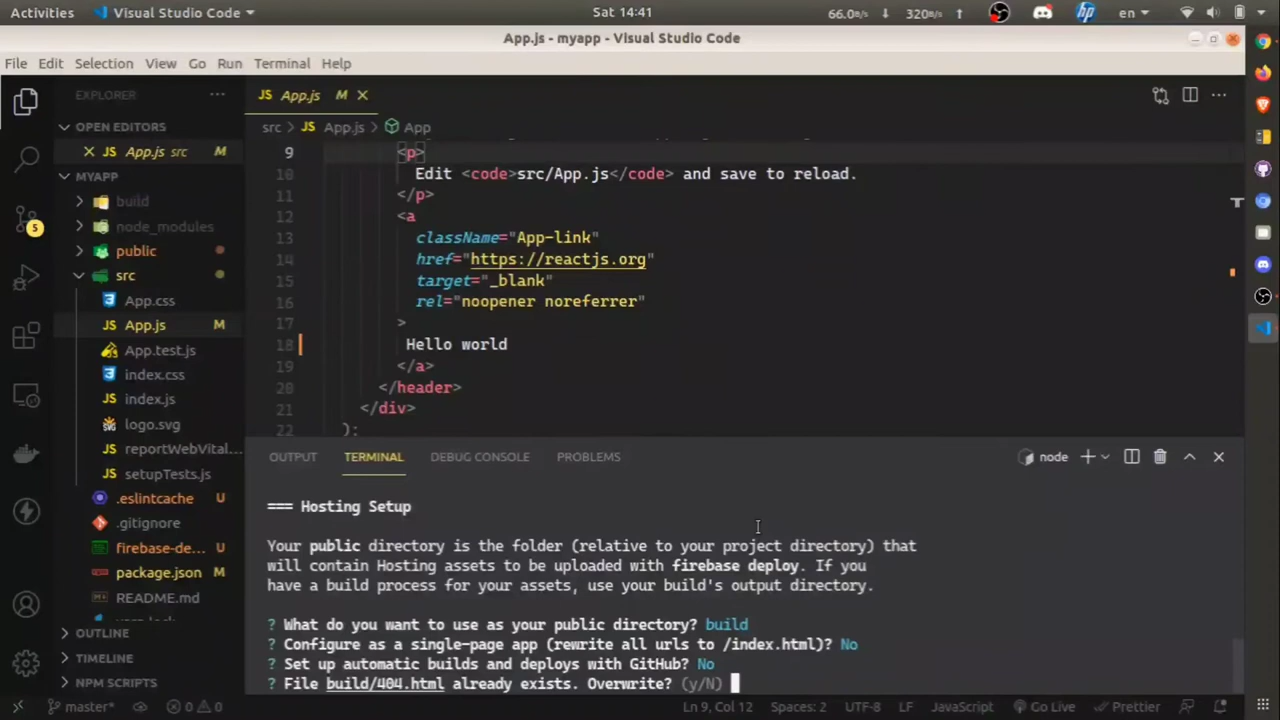 Activities Visual Studio Code Sat 14:41 66.0B/s ↓ 320B/s ↑ hp en
App.js - myapp - Visual Studio Code
File Edit Selection View Go Run Terminal Help
EXPLORER ··· JS App.js M ×
OPEN EDITORS src > JS App.js > App
× JS App.js src M
MYAPP
build
node_modules
public
src
App.css
JS App.js M
App.test.js
index.css
JS index.js
logo.svg
JS reportWebVital...
JS setupTests.js
.eslintcache U
.gitignore
firebase-de... U
package.json M
README.md
OUTLINE
TIMELINE
NPM SCRIPTS
5
9 <p>
10 Edit <code>src/App.js</code> and save to reload.
11 </p>
12 <a
13 className="App-link"
14 href="https://reactjs.org"
15 target="_blank"
16 rel="noopener noreferrer"
17 >
18 Hello world
19 </a>
20 </header>
21 </div>
22 );
OUTPUT TERMINAL DEBUG CONSOLE PROBLEMS node
=== Hosting Setup
Your public directory is the folder (relative to your project directory) that
will contain Hosting assets to be uploaded with firebase deploy. If you
have a build process for your assets, use your build's output directory.
? What do you want to use as your public directory? build
? Configure as a single-page app (rewrite all urls to /index.html)? No
? Set up automatic builds and deploys with GitHub? No
? File build/404.html already exists. Overwrite? (y/N)
master* 0 0 Ln 9, Col 12 Spaces: 2 UTF-8 LF JavaScript Go Live Prettier